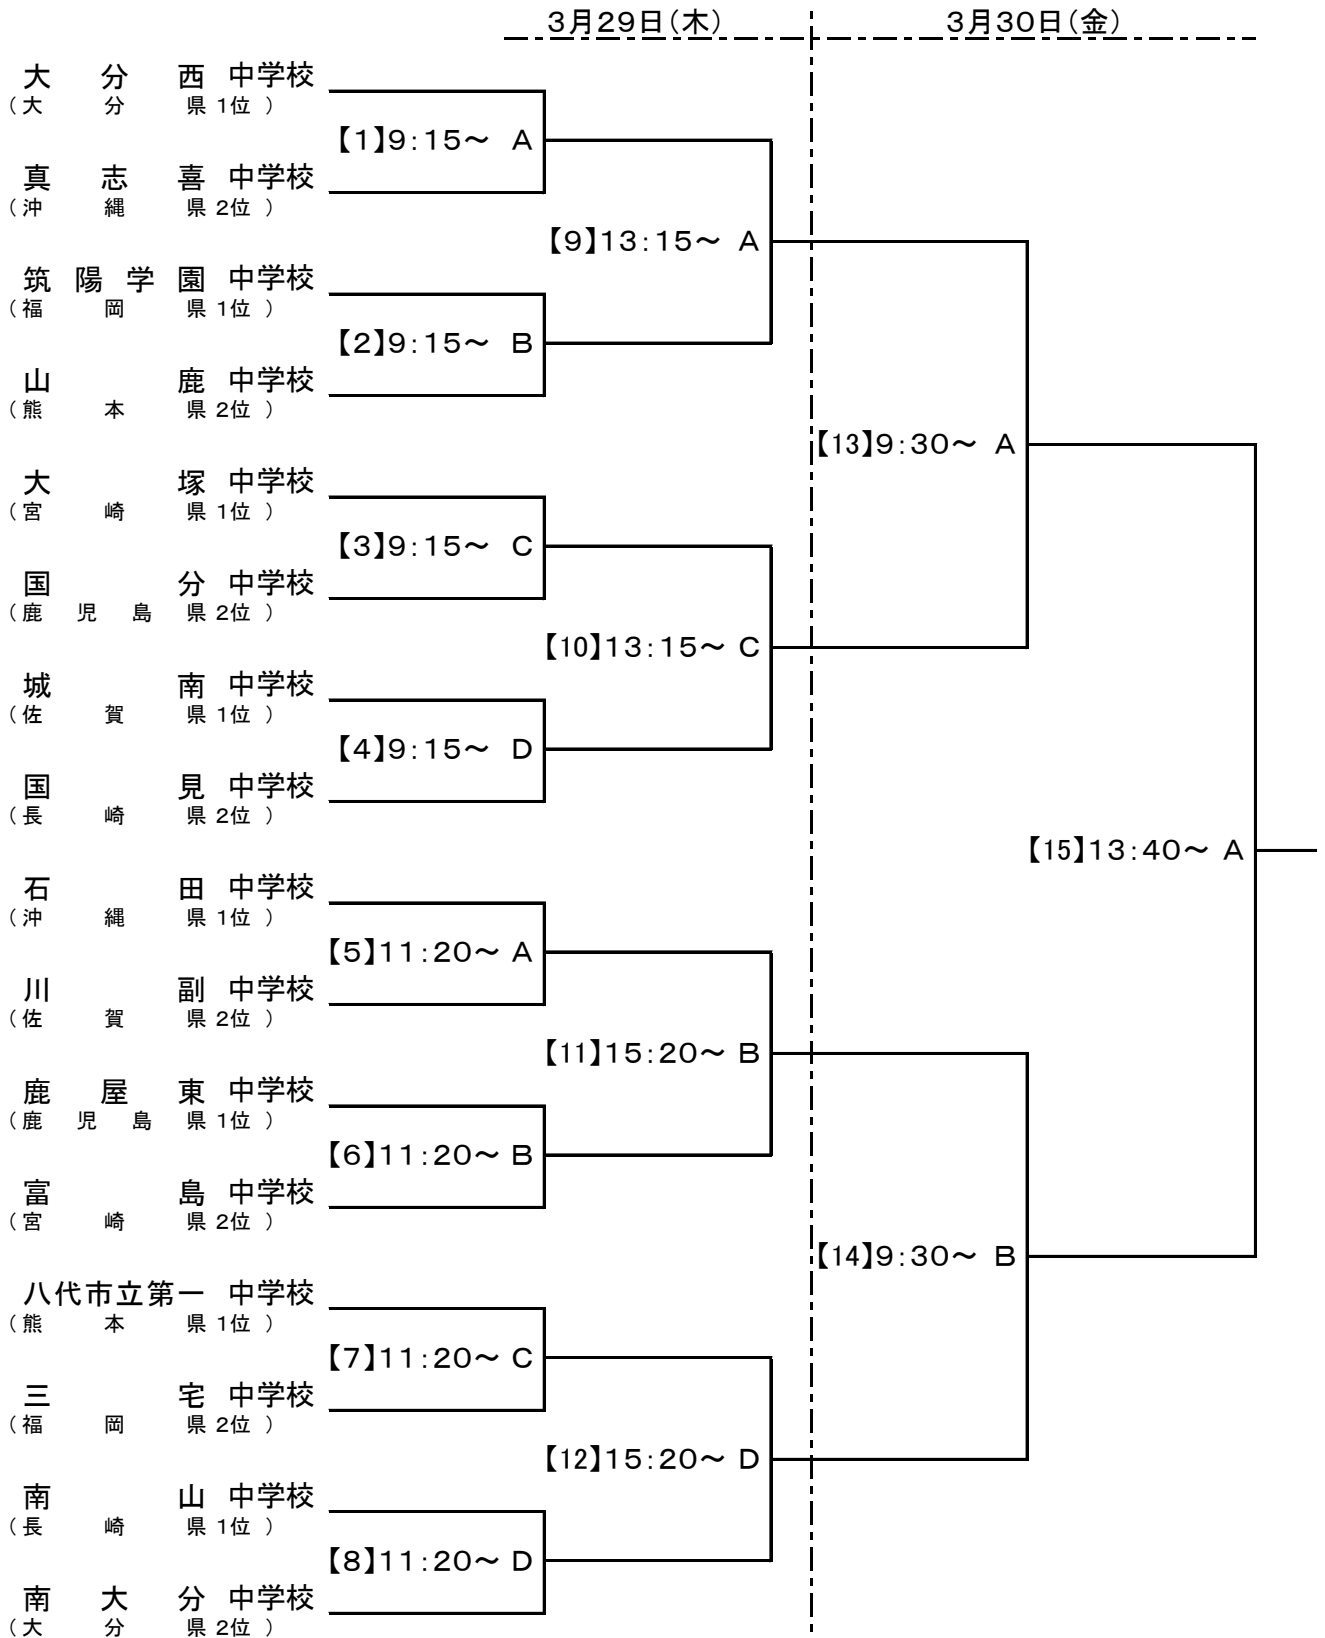 3月29日(木) 3月30日(金)
大分西 中学校
(大分県 1位)
【1】9:15～ A
真志喜 中学校
(沖縄県 2位)
【9】13:15～ A
筑陽学園 中学校
(福岡県 1位)
【2】9:15～ B
山鹿 中学校
(熊本県 2位)
【13】9:30～ A
大塚 中学校
(宮崎県 1位)
【3】9:15～ C
国分 中学校
(鹿児島県 2位)
【10】13:15～ C
城南 中学校
(佐賀県 1位)
【4】9:15～ D
国見 中学校
(長崎県 2位)
【15】13:40～ A
石田 中学校
(沖縄県 1位)
【5】11:20～ A
川副 中学校
(佐賀県 2位)
【11】15:20～ B
鹿屋東 中学校
(鹿児島県 1位)
【6】11:20～ B
富島 中学校
(宮崎県 2位)
【14】9:30～ B
八代市立第一 中学校
(熊本県 1位)
【7】11:20～ C
三宅 中学校
(福岡県 2位)
【12】15:20～ D
南山 中学校
(長崎県 1位)
【8】11:20～ D
南大分 中学校
(大分県 2位)